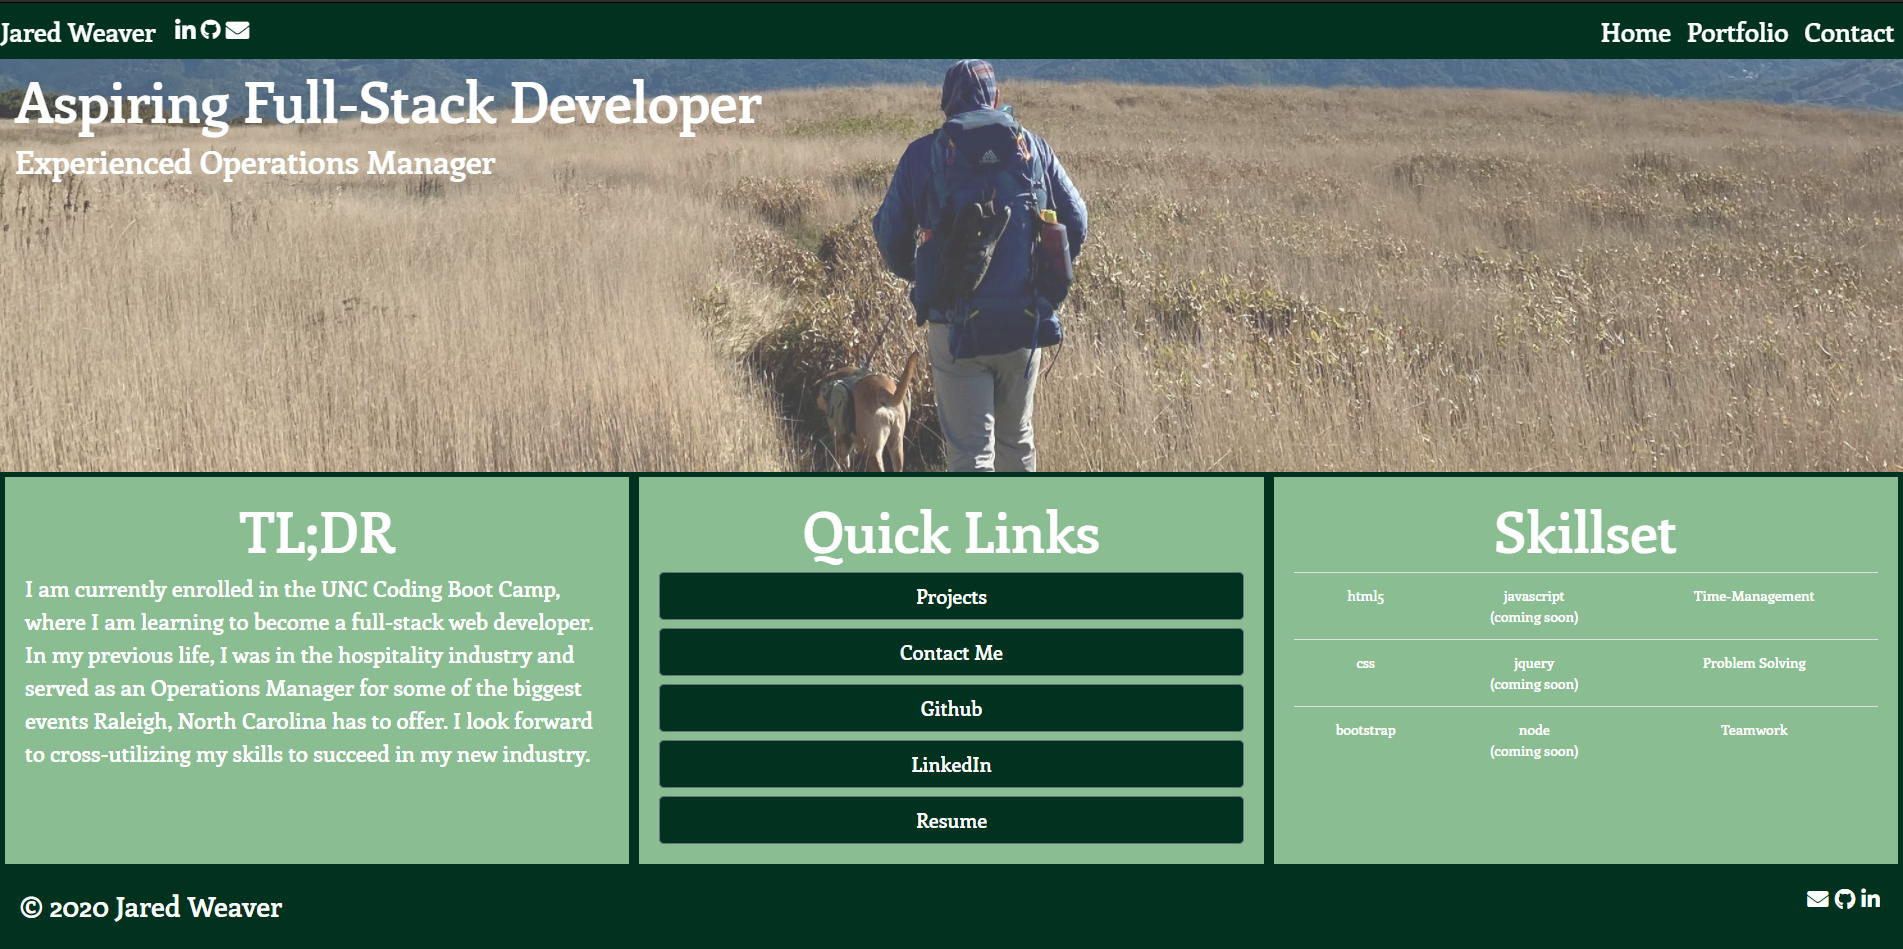 Jared Weaver
Home Portfolio Contact
Aspiring Full-Stack Developer
Experienced Operations Manager
TL;DR
I am currently enrolled in the UNC Coding Boot Camp,
where I am learning to become a full-stack web developer.
In my previous life, I was in the hospitality industry and
served as an Operations Manager for some of the biggest
events Raleigh, North Carolina has to offer. I look forward
to cross-utilizing my skills to succeed in my new industry.
Quick Links
Projects
Contact Me
Github
LinkedIn
Resume
Skillset
html5 javascript Time-Management
(coming soon)
css jquery Problem Solving
(coming soon)
bootstrap node Teamwork
(coming soon)
© 2020 Jared Weaver